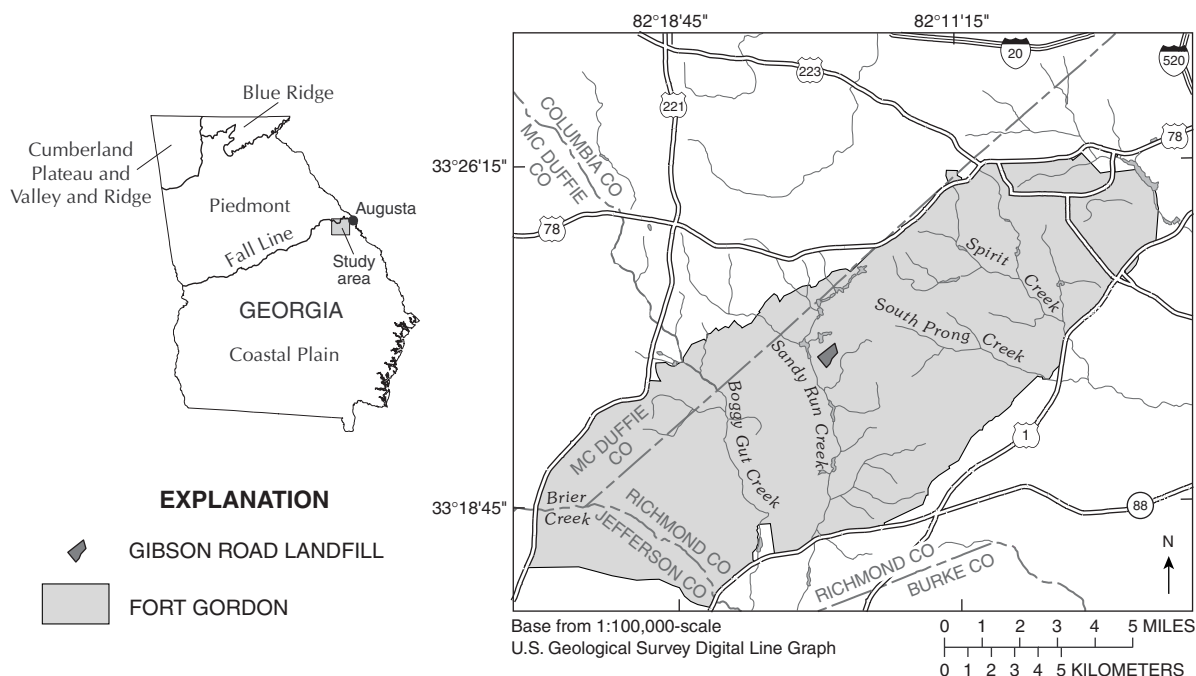 Blue Ridge
Cumberland
Plateau and
Valley and Ridge
Piedmont
Augusta
Fall Line
Study
area
GEORGIA
Coastal Plain
EXPLANATION
GIBSON ROAD LANDFILL
FORT GORDON
82°18'45"
82°11'15"
33°26'15"
33°18'45"
20
520
223
221
78
78
COLUMBIA CO
MC DUFFIE
CO
Spirit
Creek
South Prong Creek
Sandy Run Creek
Boggy Gut Creek
MC DUFFIE
CO
1
88
Brier
Creek
RICHMOND CO
JEFFERSON CO
RICHMOND CO
BURKE CO
N
Base from 1:100,000-scale
U.S. Geological Survey Digital Line Graph
0 1 2 3 4 5 MILES
0 1 2 3 4 5 KILOMETERS